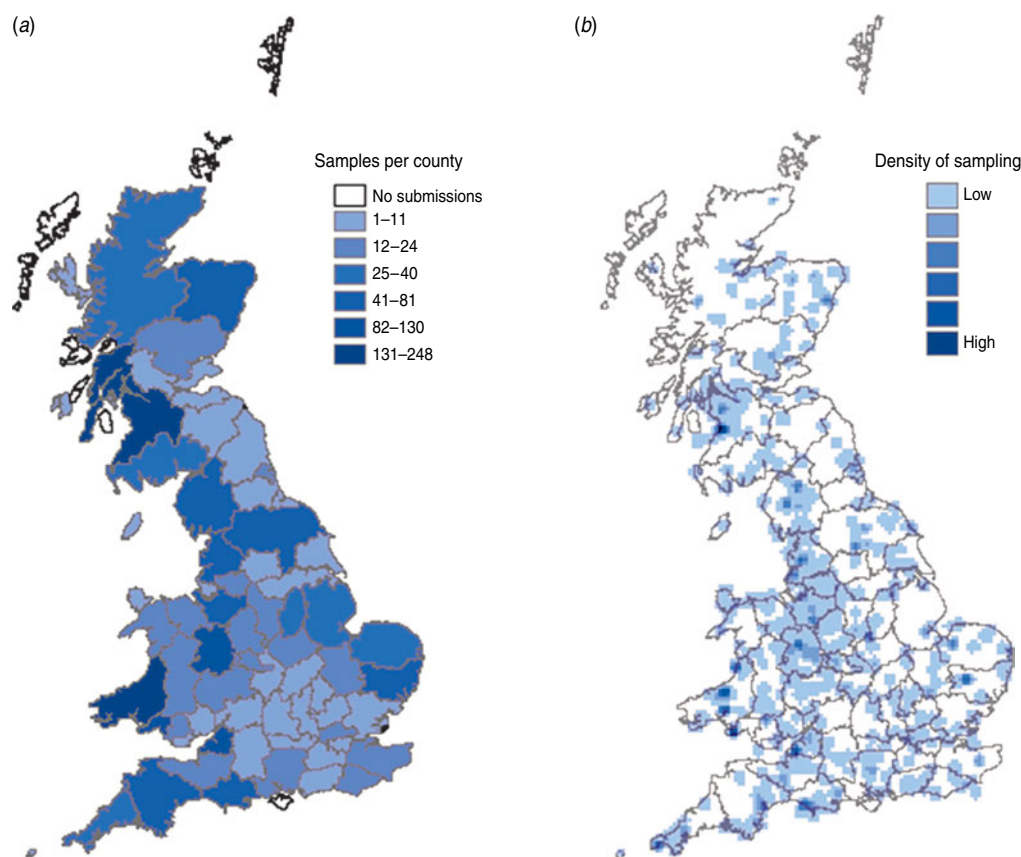 (a)
Samples per county
No submissions
1–11
12–24
25–40
41–81
82–130
131–248
(b)
Density of sampling
Low
High